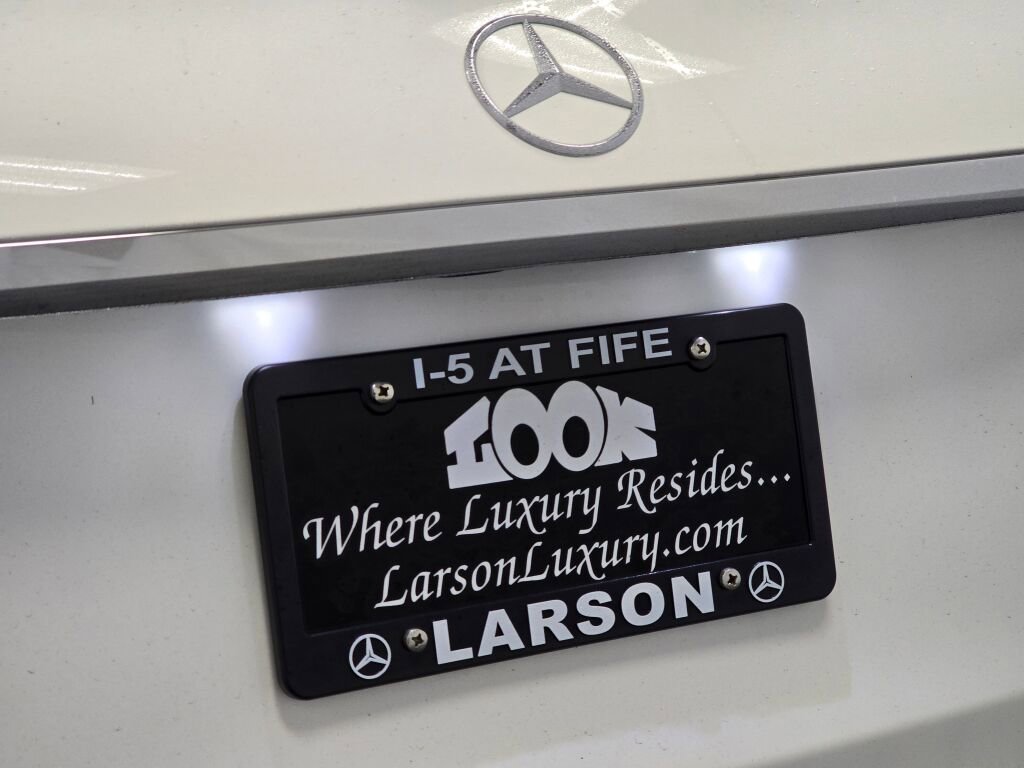 I-5 AT FIFE
LOOK
Where Luxury Resides...
LarsonLuxury.com
LARSON